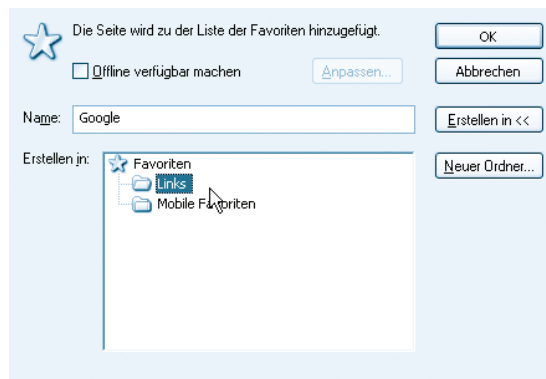 Die Seite wird zu der Liste der Favoriten hinzugefügt.
OK
Offline verfügbar machen
Anpassen...
Abbrechen
Name:
Google
Erstellen in <<
Erstellen in:
Favoriten
Neuer Ordner...
Links
Mobile Favoriten